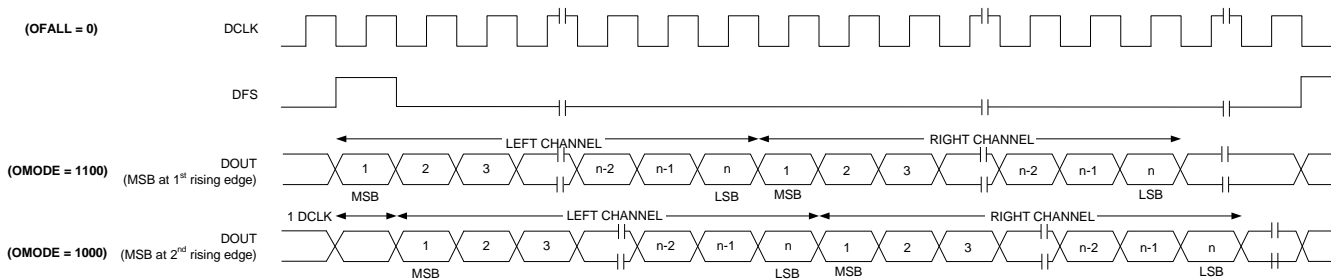 (OFALL = 0) DCLK
DFS
LEFT CHANNEL RIGHT CHANNEL
(OMODE = 1100) DOUT 1 2 3 n-2 n-1 n 1 2 3 n-2 n-1 n
(MSB at 1st rising edge)
MSB LSB MSB LSB
1 DCLK LEFT CHANNEL RIGHT CHANNEL
(OMODE = 1000) DOUT 1 2 3 n-2 n-1 n 1 2 3 n-2 n-1 n
(MSB at 2nd rising edge)
MSB LSB MSB LSB